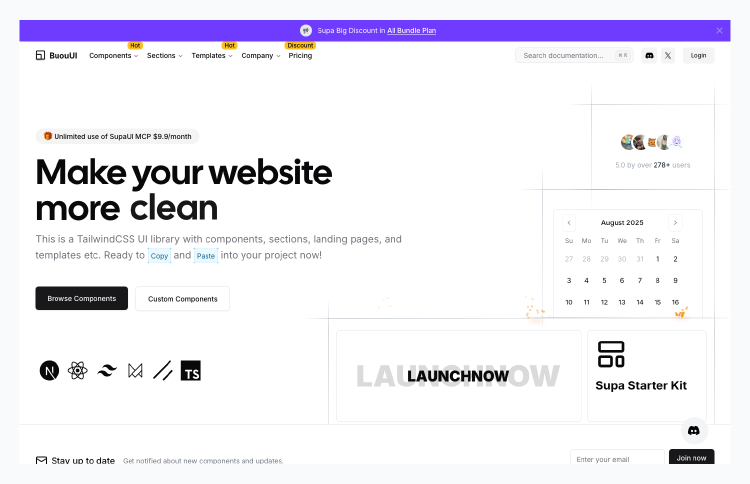 Supa Big Discount in All Bundle Plan
Hot Hot Discount
BuouUI Components Sections Templates Company Pricing Search documentation... ⌘ K Login
🎁 Unlimited use of SupaUI MCP $9.9/month
Make your website
more clean
This is a TailwindCSS UI library with components, sections, landing pages, and
templates etc. Ready to Copy and Paste into your project now!
Browse Components Custom Components
TS
5.0 by over 278+ users
August 2025
Su Mo Tu We Th Fr Sa
27 28 29 30 31 1 2
3 4 5 6 7 8 9
10 11 12 13 14 15 16
LAUNCHNOW
LAUNCHNOW
Supa Starter Kit
Stay up to date Get notified about new components and updates.
Enter your email Join now